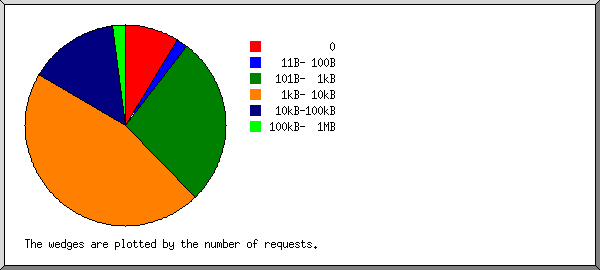 0
11B- 100B
101B-  1kB
1kB- 10kB
10kB-100kB
100kB-  1MB
The wedges are plotted by the number of requests.